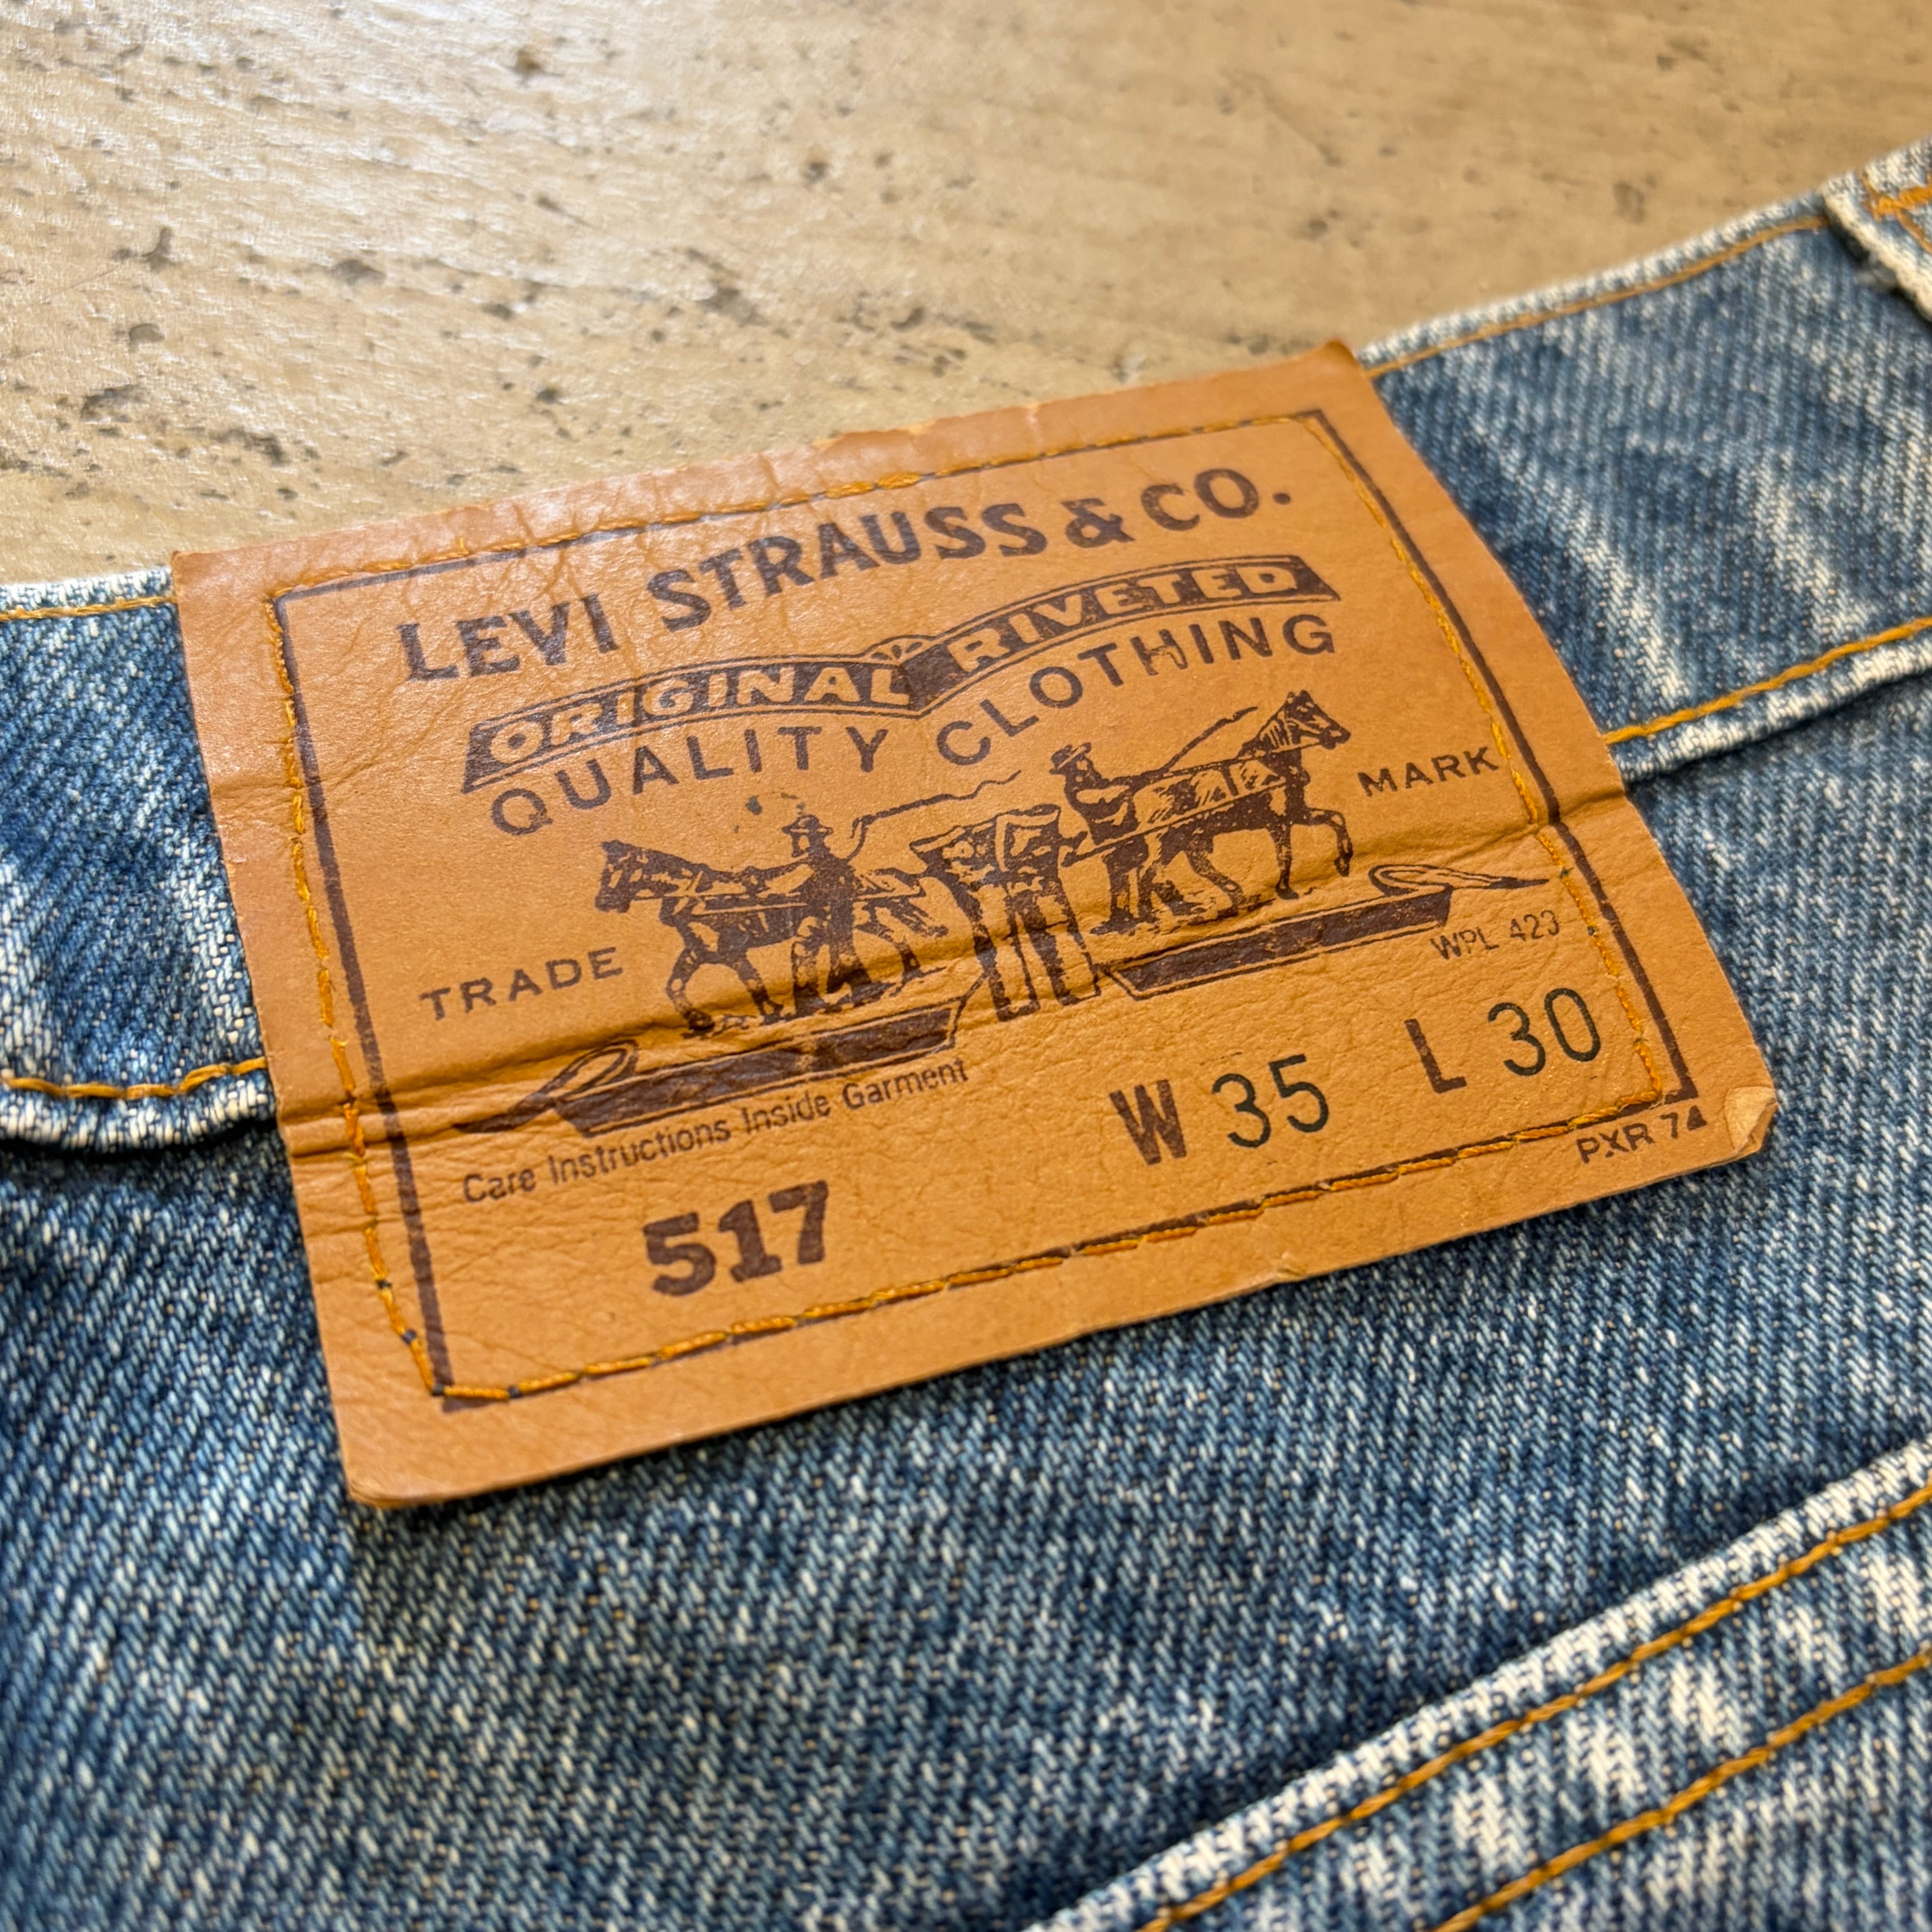 LEVI STRAUSS & CO.
ORIGINAL RIVETED
QUALITY CLOTHING
TRADE MARK
WPL 423
Care Instructions Inside Garment
W 35 L 30
517
PXR 74